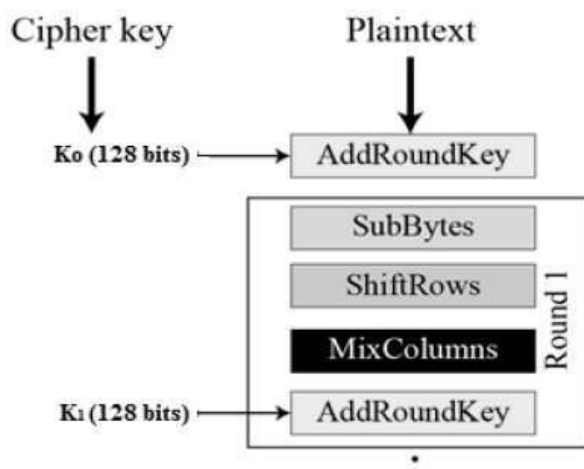 Cipher key
Plaintext
K₀ (128 bits)
AddRoundKey
SubBytes
ShiftRows
MixColumns
Round 1
K₁ (128 bits)
AddRoundKey